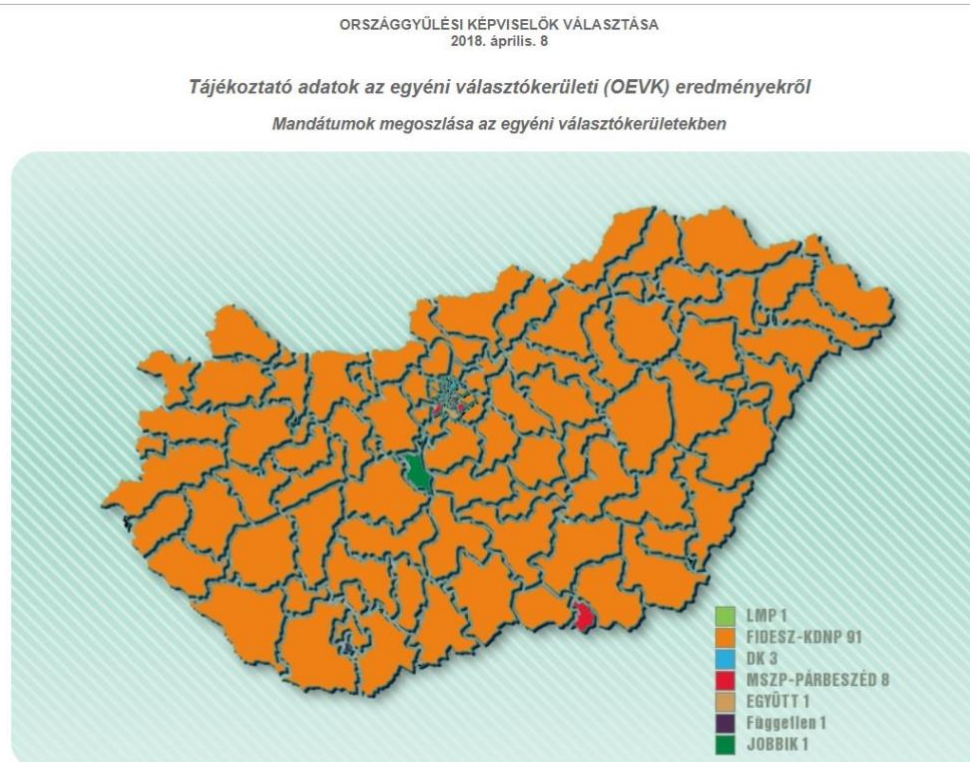 ORSZÁGGYŰLÉSI KÉPVISELŐK VÁLASZTÁSA
2018. április. 8
Tájékoztató adatok az egyéni választókerületi (OEVK) eredményekről
Mandátumok megoszlása az egyéni választókerületekben
LMP 1
FIDESZ-KDNP 91
DK 3
MSZP-PÁRBESZÉD 8
EGYÜTT 1
Független 1
JOBBIK 1